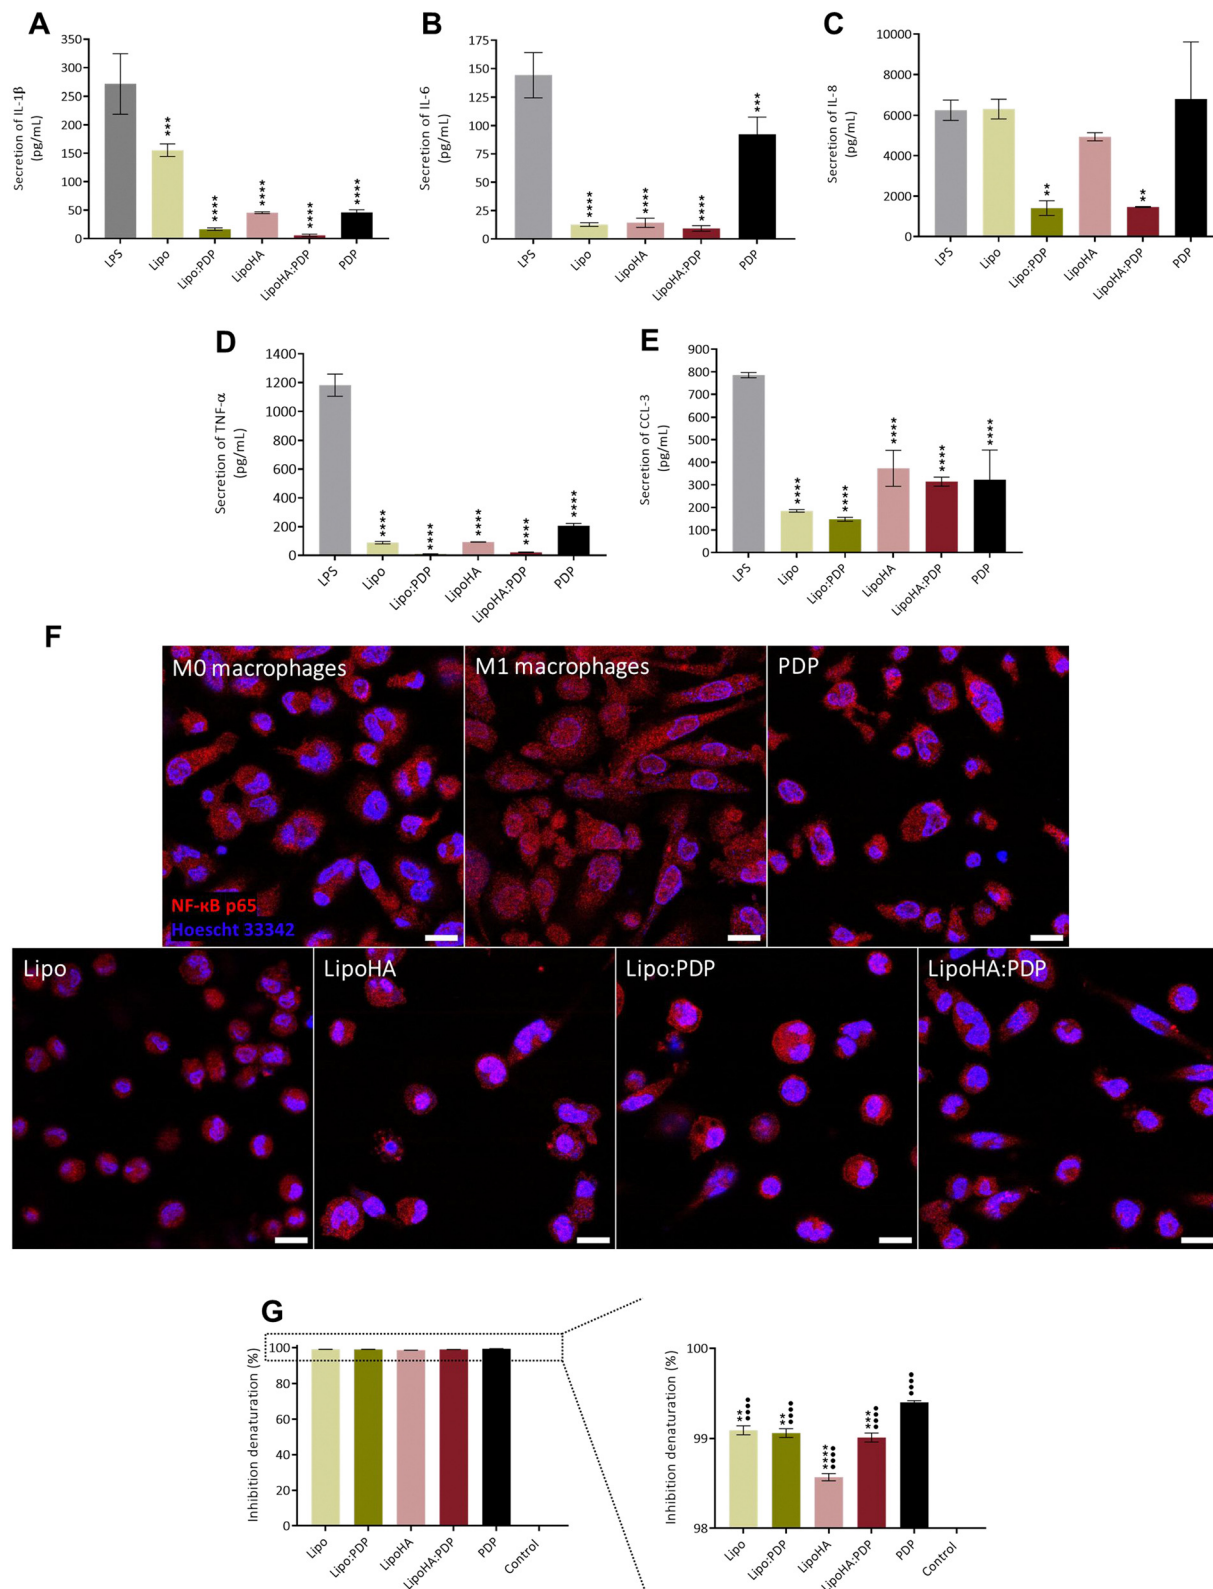 A
Secretion of IL-1β
(pg/mL)
350
300
250
200
150
100
50
0
***
****
****
****
****
LPS
Lipo
Lipo:PDP
LipoHA
LipoHA:PDP
PDP
B
Secretion of IL-6
(pg/mL)
175
150
125
100
75
50
25
0
****
****
****
***
LPS
Lipo
LipoHA
LipoHA:PDP
PDP
C
Secretion of IL-8
(pg/mL)
10000
8000
6000
4000
2000
0
**
**
LPS
Lipo
Lipo:PDP
LipoHA
LipoHA:PDP
PDP
D
Secretion of TNF-α
(pg/mL)
1400
1200
1000
800
600
400
200
0
****
****
****
****
****
LPS
Lipo
Lipo:PDP
LipoHA
LipoHA:PDP
PDP
E
Secretion of CCL-3
(pg/mL)
900
800
700
600
500
400
300
200
100
0
****
****
****
****
****
LPS
Lipo
Lipo:PDP
LipoHA
LipoHA:PDP
PDP
F
M0 macrophages
M1 macrophages
PDP
NF-κB p65
Hoescht 33342
Lipo
LipoHA
Lipo:PDP
LipoHA:PDP
G
Inhibition denaturation (%)
100
80
60
40
20
0
Lipo
Lipo:PDP
LipoHA
LipoHA:PDP
PDP
Control
Inhibition denaturation (%)
100
99
98
**••••
**••••
****••••
***••••
••••
Lipo
Lipo:PDP
LipoHA
LipoHA:PDP
PDP
Control